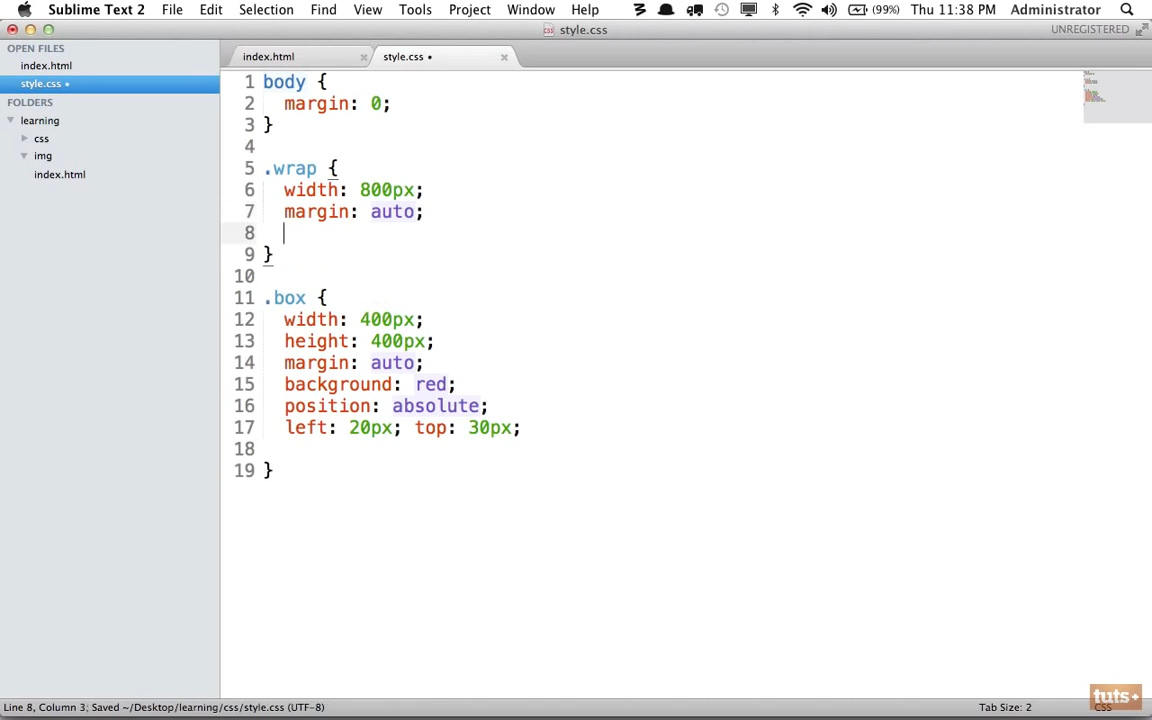 Sublime Text 2 File Edit Selection Find View Tools Project Window Help (99%) Thu 11:38 PM Administrator
style.css UNREGISTERED
OPEN FILES
index.html
style.css
FOLDERS
learning
css
img
index.html
index.html style.css
1 body {
2 margin: 0;
3 }
4
5 .wrap {
6 width: 800px;
7 margin: auto;
8
9 }
10
11 .box {
12 width: 400px;
13 height: 400px;
14 margin: auto;
15 background: red;
16 position: absolute;
17 left: 20px; top: 30px;
18
19 }
tuts+
Line 8, Column 3; Saved ~/Desktop/learning/css/style.css (UTF-8) Tab Size: 2 CSS